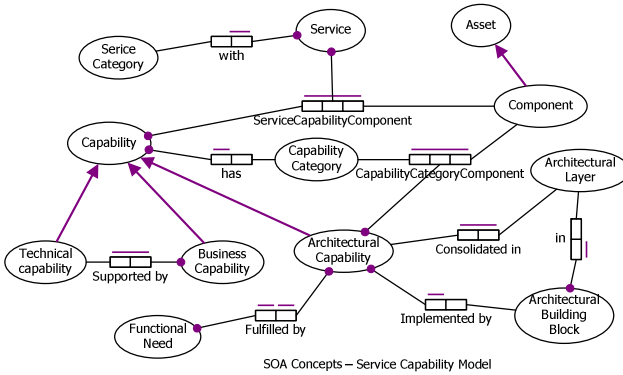 Asset
Service
Serice
Category
with
Component
ServiceCapabilityComponent
Capability
has
Capability
Category
CapabilityCategoryComponent
Architectural
Layer
Technical
capability
Supported by
Business
Capability
Architectural
Capability
Consolidated in
in
Functional
Need
Fulfilled by
Implemented by
Architectural
Building
Block
SOA Concepts – Service Capability Model